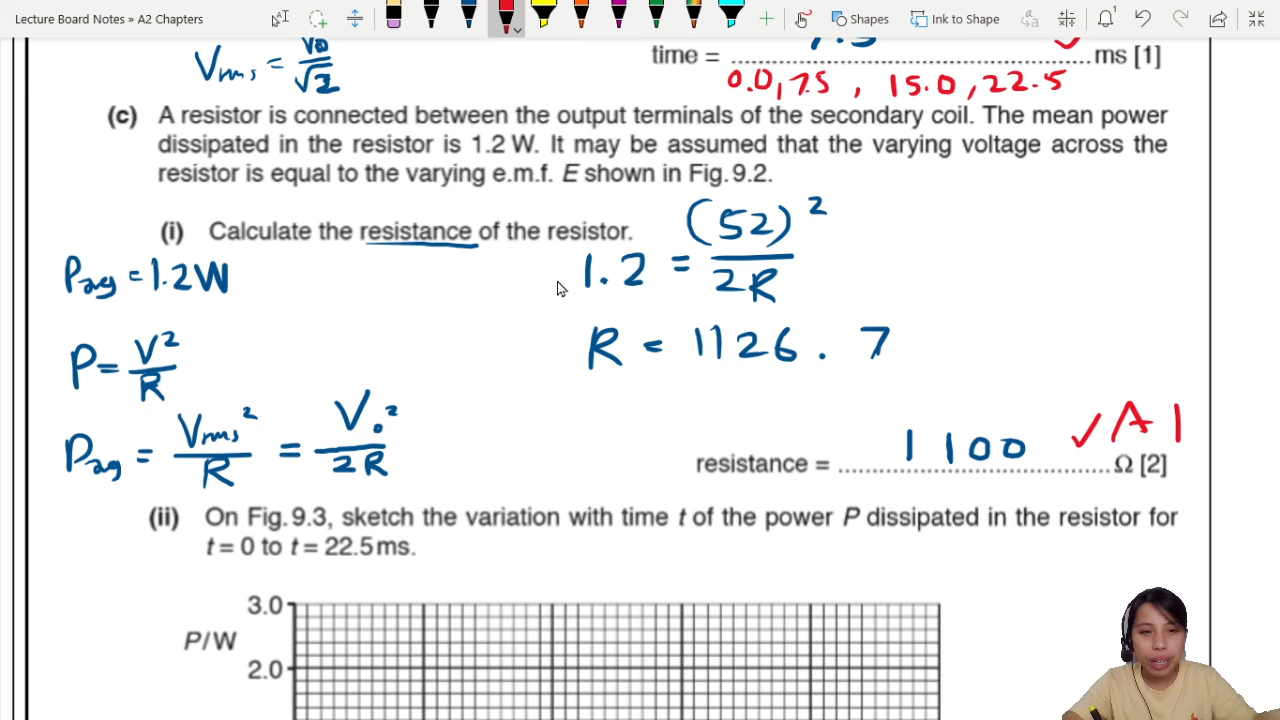 Lecture Board Notes » A2 Chapters
Shapes
Ink to Shape
Vrms = V0/√2
time = ........ ms [1]
0.0, 7.5, 15.0, 22.5
(c) A resistor is connected between the output terminals of the secondary coil. The mean power
dissipated in the resistor is 1.2 W. It may be assumed that the varying voltage across the
resistor is equal to the varying e.m.f. E shown in Fig. 9.2.
(i) Calculate the resistance of the resistor.
Pavg = 1.2W
1.2 = (52)²/2R
P = V²/R
R = 1126.7
Pavg = Vrms²/R = V0²/2R
✓ A1
resistance = 1100 Ω [2]
(ii) On Fig. 9.3, sketch the variation with time t of the power P dissipated in the resistor for
t = 0 to t = 22.5 ms.
3.0
P/W
2.0